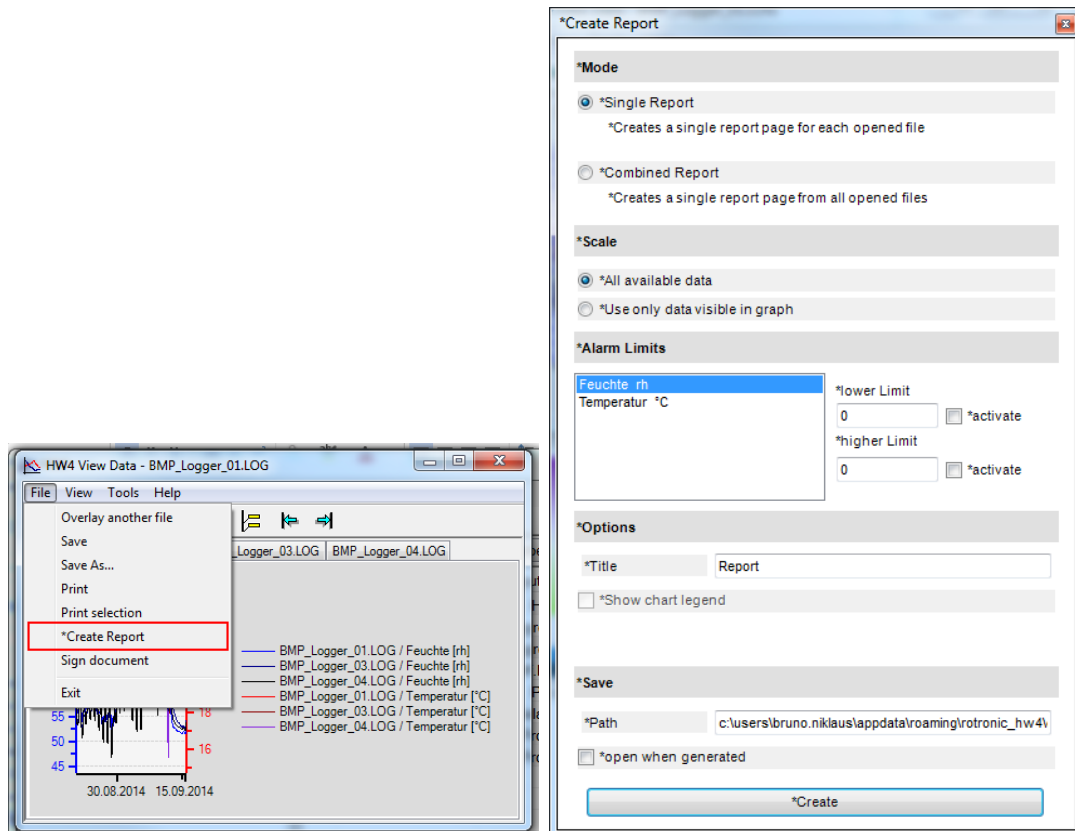 HW4 View Data - BMP_Logger_01.LOG
File View Tools Help
Overlay another file
Save
Save As...
Print
Print selection
*Create Report
Sign document
Exit
_Logger_03.LOG BMP_Logger_04.LOG
BMP_Logger_01.LOG / Feuchte [rh]
BMP_Logger_03.LOG / Feuchte [rh]
BMP_Logger_04.LOG / Feuchte [rh]
BMP_Logger_01.LOG / Temperatur [°C]
BMP_Logger_03.LOG / Temperatur [°C]
BMP_Logger_04.LOG / Temperatur [°C]
55 18
50 16
45
30.08.2014 15.09.2014
*Create Report
*Mode
*Single Report
*Creates a single report page for each opened file
*Combined Report
*Creates a single report page from all opened files
*Scale
*All available data
*Use only data visible in graph
*Alarm Limits
Feuchte rh
Temperatur °C
*lower Limit
0 *activate
*higher Limit
0 *activate
*Options
*Title Report
*Show chart legend
*Save
*Path c:\users\bruno.niklaus\appdata\roaming\rotronic_hw4\
*open when generated
*Create